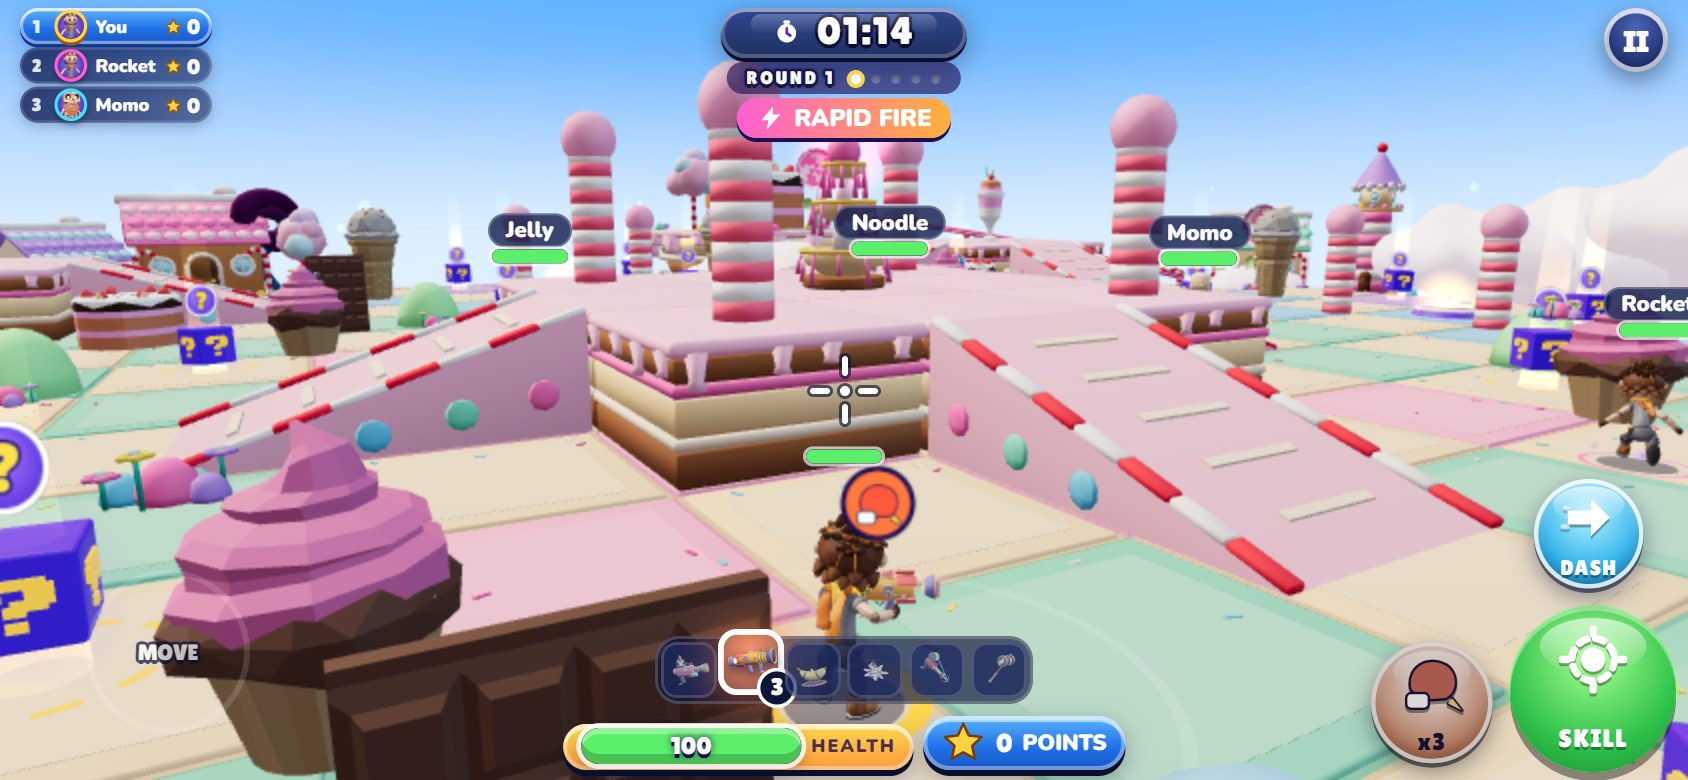 1 You 0
2 Rocket 0
3 Momo 0
01:14
ROUND 1
RAPID FIRE
Jelly
Noodle
Momo
Rocket
? ?
?
?
?
? ?
?
?
MOVE
3
DASH
x3
SKILL
100 HEALTH
0 POINTS